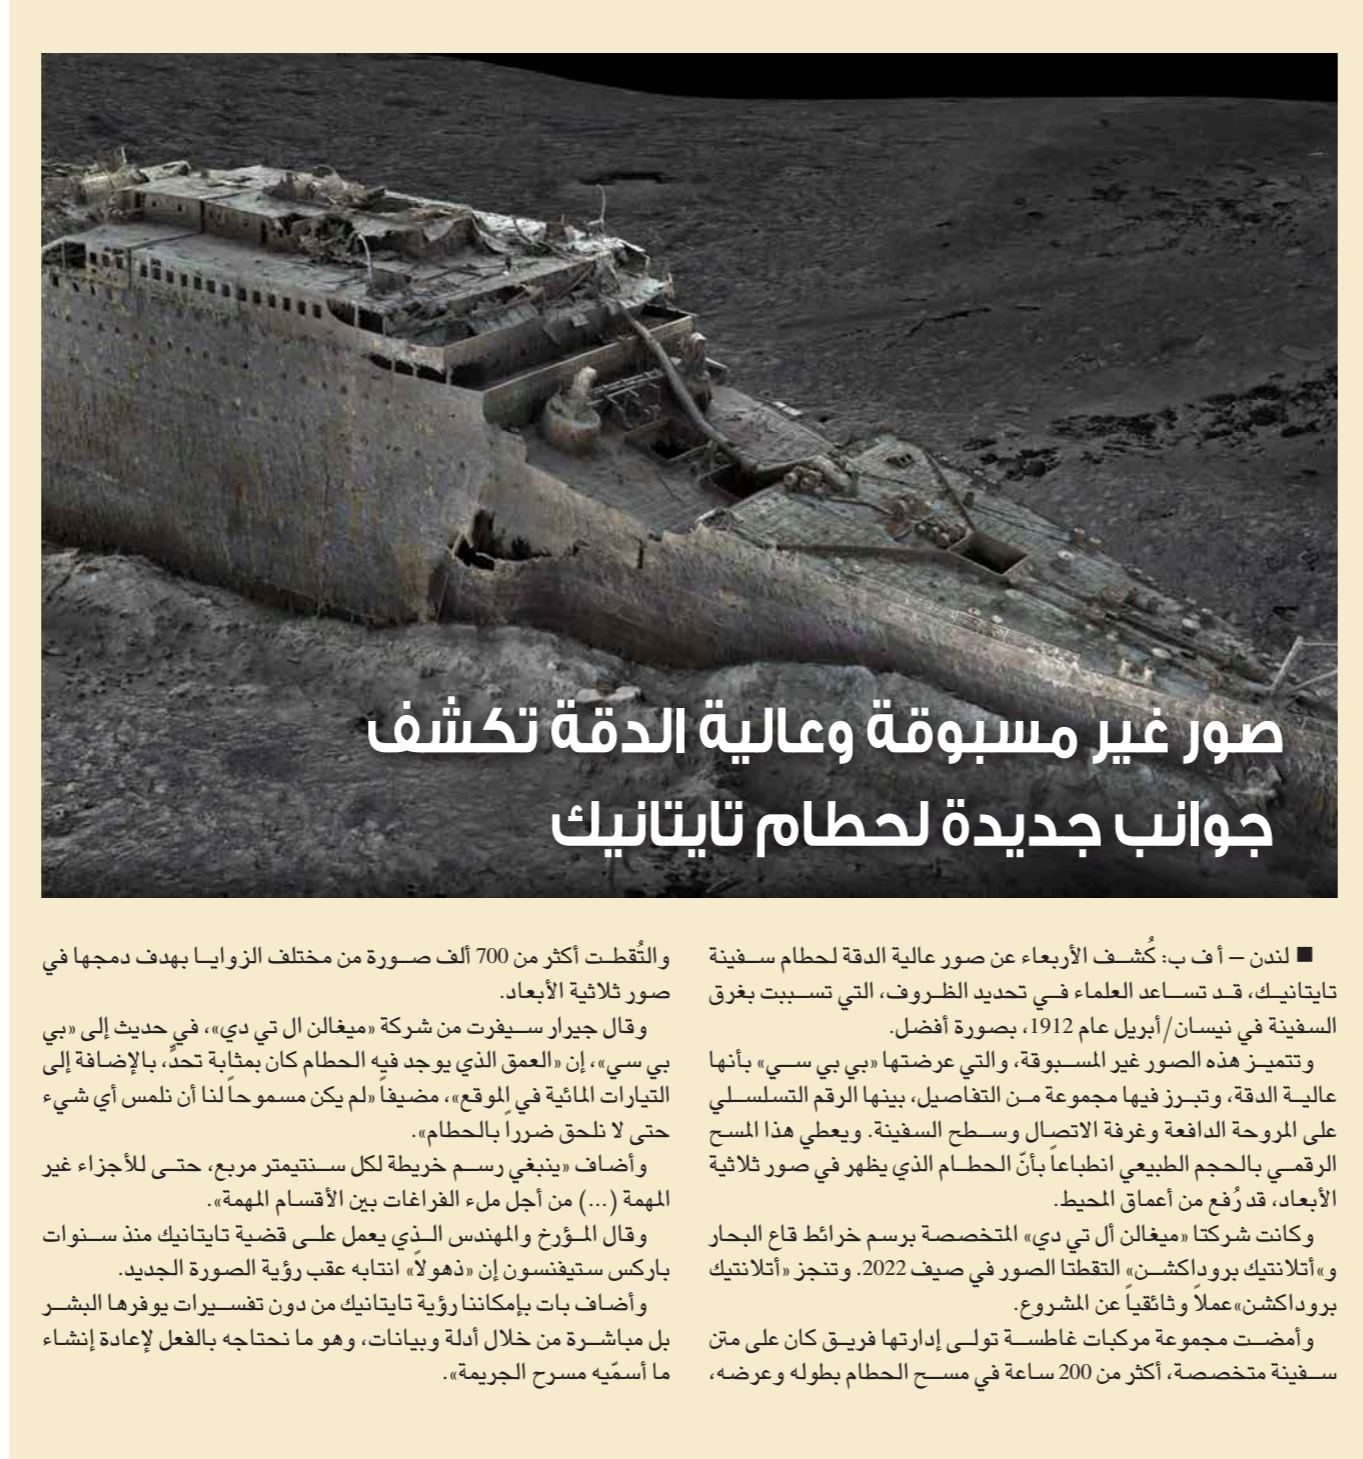 صور غير مسبوقة وعالية الدقة تكشف
جوانب جديدة لحطام تايتانيك
■ لندن – أ ف ب: كُشــف الأربعاء عن صور عالية الدقة لحطام سفينة
تايتانيك، قد تساعد العلماء في تحديد الظروف، التي تسببت بغرق
السفينة في نيسان/أبريل عام 1912، بصورة أفضل.
وتتميز هذه الصور غير المسبوقة، والتي عرضتها «بي بي سي» بأنها
عالية الدقة، وتبرز فيها مجموعة من التفاصيل، بينها الرقم التسلسلي
على المروحة الدافعة وغرفة الاتصال وسطح السفينة. ويعطي هذا المسح
الرقمي بالحجم الطبيعي انطباعاً بأنّ الحطام الذي يظهر في صور ثلاثية
الأبعاد، قد رُفع من أعماق المحيط.
وكانت شركتا «ميغالن أل تي دي» المتخصصة برسم خرائط قاع البحار
و»أتلانتيك بروداكشن» التقطتا الصور في صيف 2022. وتنجز «أتلانتيك
بروداكشن»عملاً وثائقياً عن المشروع.
وأمضت مجموعة مركبات غاطسة تولى إدارتها فريق كان على متن
سفينة متخصصة، أكثر من 200 ساعة في مسح الحطام بطوله وعرضه،
والتُقطت أكثر من 700 ألف صورة من مختلف الزوايا بهدف دمجها في
صور ثلاثية الأبعاد.
وقال جيرار سيفرت من شركة «ميغالن ال تي دي»، في حديث إلى «بي
بي سي»، إن «العمق الذي يوجد فيه الحطام كان بمثابة تحدٍّ، بالإضافة إلى
التيارات المائية في الموقع»، مضيفاً «لم يكن مسموحاً لنا أن نلمس أي شيء
حتى لا نلحق ضرراً بالحطام».
وأضاف «ينبغي رسم خريطة لكل سنتيمتر مربع، حتى للأجزاء غير
المهمة (...) من أجل ملء الفراغات بين الأقسام المهمة».
وقال المؤرخ والمهندس الذي يعمل على قضية تايتانيك منذ سنوات
باركس ستيفنسون إن «ذهولاً» انتابه عقب رؤية الصورة الجديد.
وأضاف بات بإمكاننا رؤية تايتانيك من دون تفسيرات يوفرها البشر
بل مباشرة من خلال أدلة وبيانات، وهو ما نحتاجه بالفعل لإعادة إنشاء
ما أسمّيه مسرح الجريمة».